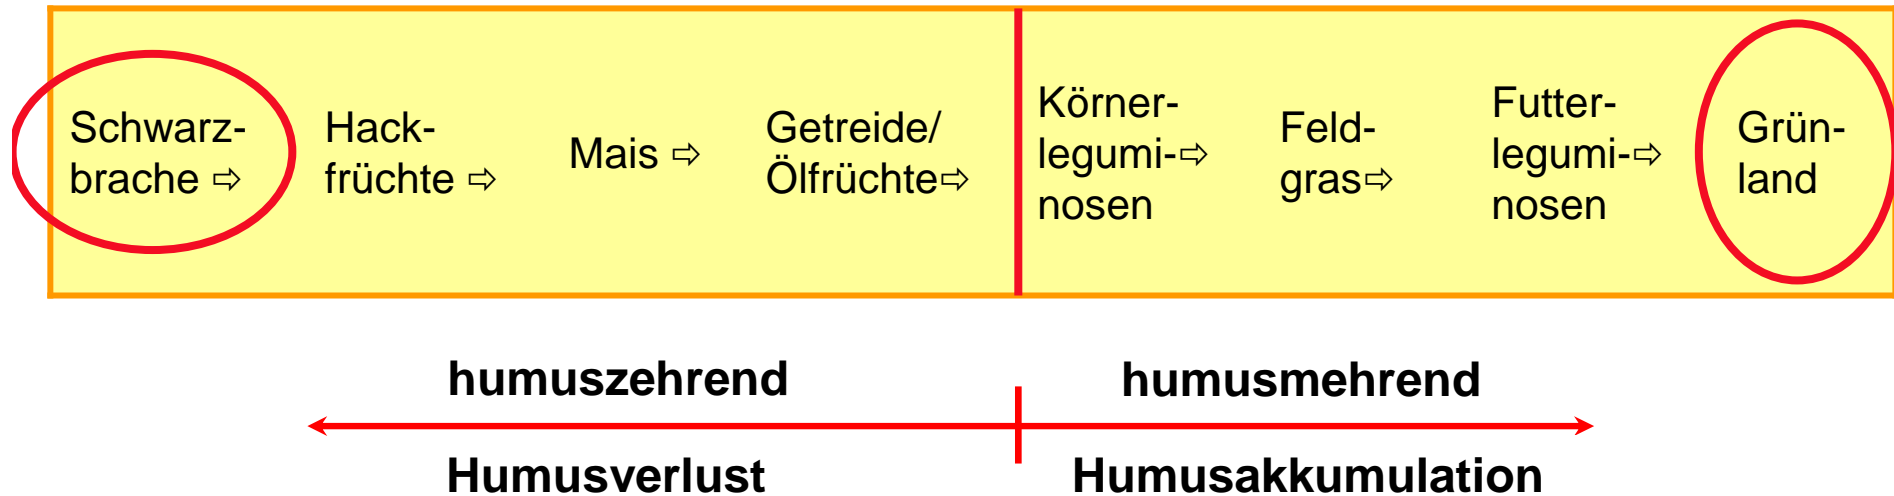 Schwarz-
brache ⇨
Hack-
früchte ⇨
Mais ⇨
Getreide/
Ölfrüchte⇨
Körner-
legumi-⇨
nosen
Feld-
gras⇨
Futter-
legumi-⇨
nosen
Grün-
land
humuszehrend
humusmehrend
Humusverlust
Humusakkumulation